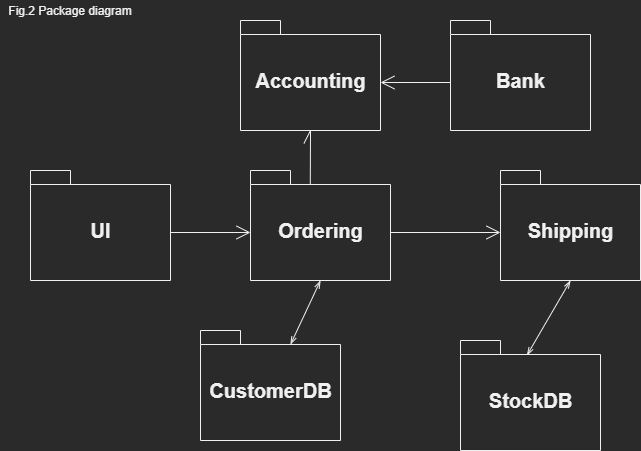 Fig.2 Package diagram
Accounting
Bank
UI
Ordering
Shipping
CustomerDB
StockDB